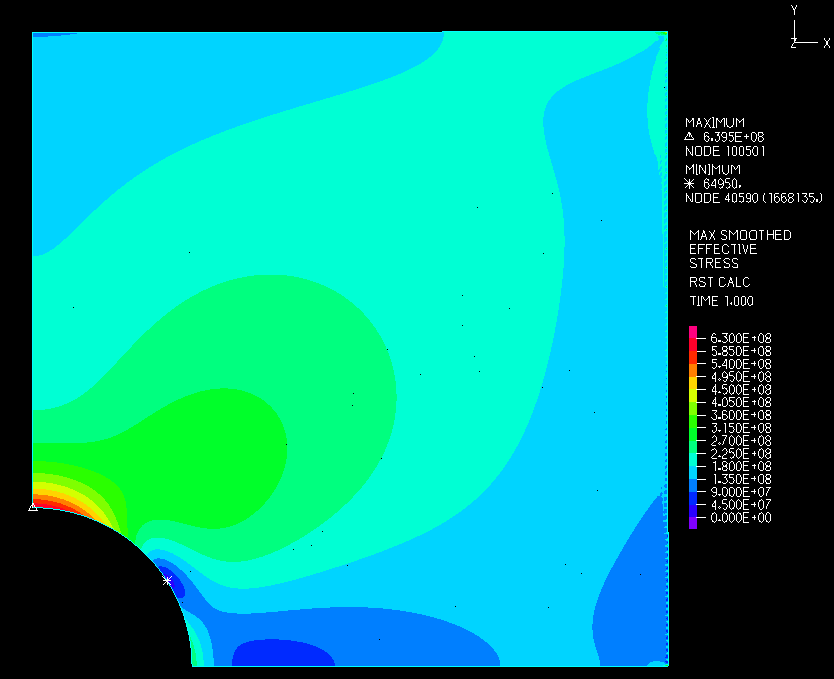 Y
Z X
MAXIMUM
△ 6.395E+08
NODE 100501
MINIMUM
* 64950.
NODE 40590 (1668135.)
MAX SMOOTHED
EFFECTIVE
STRESS
RST CALC
TIME 1.000
6.300E+08
5.850E+08
5.400E+08
4.950E+08
4.500E+08
4.050E+08
3.600E+08
3.150E+08
2.700E+08
2.250E+08
1.800E+08
1.350E+08
9.000E+07
4.500E+07
0.000E+00